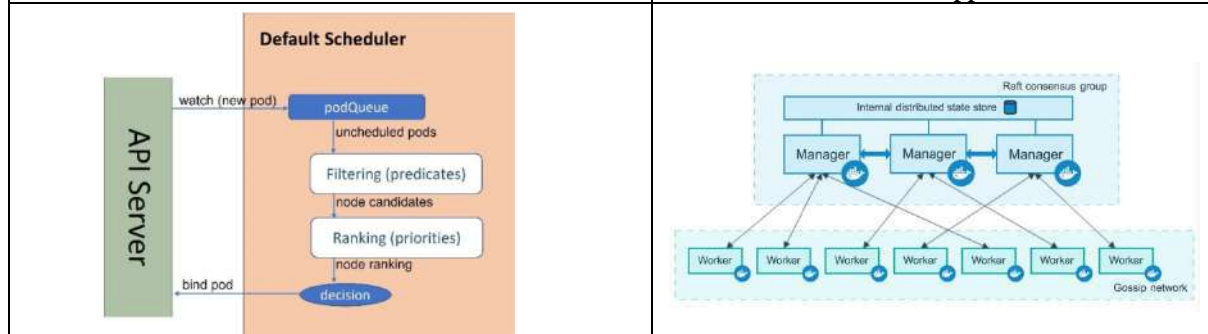 Default Scheduler
API Server
watch (new pod)
podQueue
uncheduled pods
Filtering (predicates)
node candidates
Ranking (priorities)
node ranking
bind pod
decision
Raft consensus group
Internal distributed state store
Manager Manager Manager
Worker Worker Worker Worker Worker Worker Worker
Gossip network